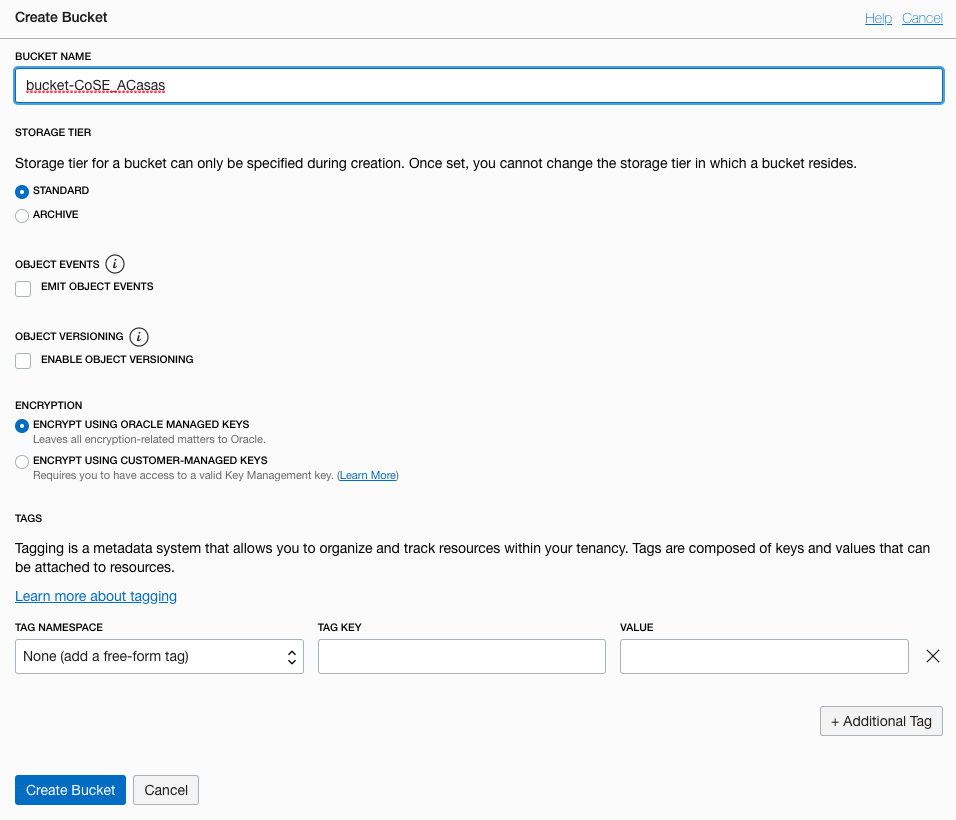 Create Bucket
Help Cancel
BUCKET NAME
bucket-CoSE_ACasas
STORAGE TIER
Storage tier for a bucket can only be specified during creation. Once set, you cannot change the storage tier in which a bucket resides.
STANDARD
ARCHIVE
OBJECT EVENTS i
EMIT OBJECT EVENTS
OBJECT VERSIONING i
ENABLE OBJECT VERSIONING
ENCRYPTION
ENCRYPT USING ORACLE MANAGED KEYS
Leaves all encryption-related matters to Oracle.
ENCRYPT USING CUSTOMER-MANAGED KEYS
Requires you to have access to a valid Key Management key. (Learn More)
TAGS
Tagging is a metadata system that allows you to organize and track resources within your tenancy. Tags are composed of keys and values that can
be attached to resources.
Learn more about tagging
TAG NAMESPACE TAG KEY VALUE
None (add a free-form tag)
+ Additional Tag
Create Bucket Cancel